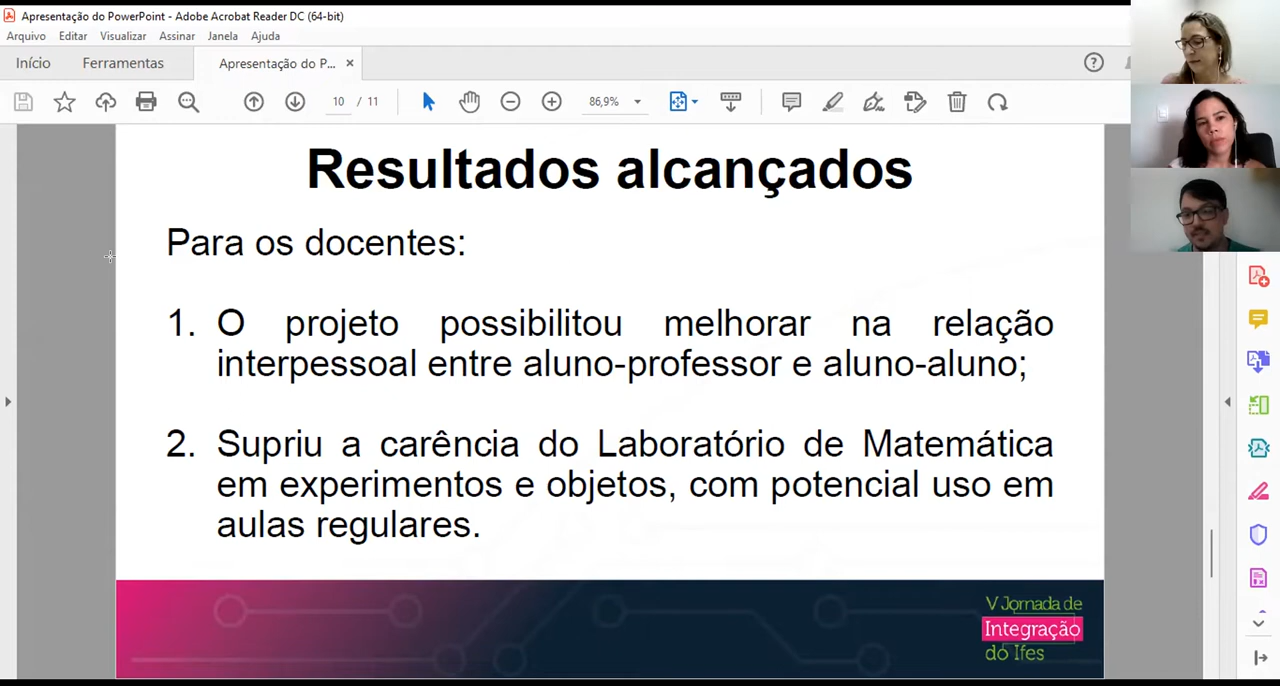 Apresentação do PowerPoint - Adobe Acrobat Reader DC (64-bit)
Arquivo Editar Visualizar Assinar Janela Ajuda
Início Ferramentas Apresentação do P... ×
10 / 11 86,9%
Resultados alcançados
Para os docentes:
1. O projeto possibilitou melhorar na relação
interpessoal entre aluno-professor e aluno-aluno;
2. Supriu a carência do Laboratório de Matemática
em experimentos e objetos, com potencial uso em
aulas regulares.
V Jornada de
Integração
do Ifes